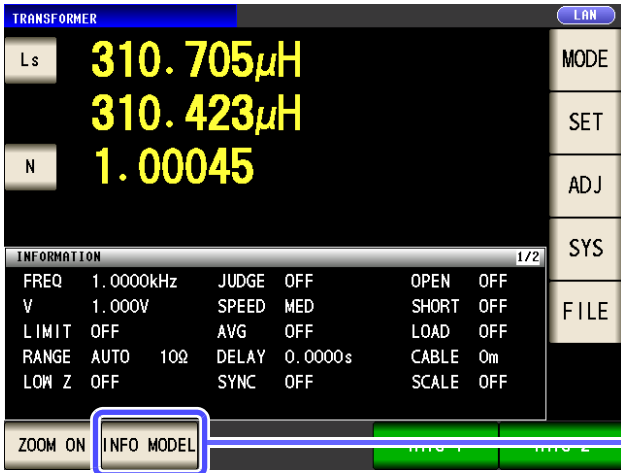 TRANSFORMER
LAN
Ls 310.705μH
310.423μH
N 1.00045
MODE
SET
ADJ
SYS
FILE
INFORMATION 1/2
FREQ 1.0000kHz JUDGE OFF OPEN OFF
V 1.000V SPEED MED SHORT OFF
LIMIT OFF AVG OFF LOAD OFF
RANGE AUTO 10Ω DELAY 0.0000s CABLE 0m
LOW Z OFF SYNC OFF SCALE OFF
ZOOM ON INFO MODEL